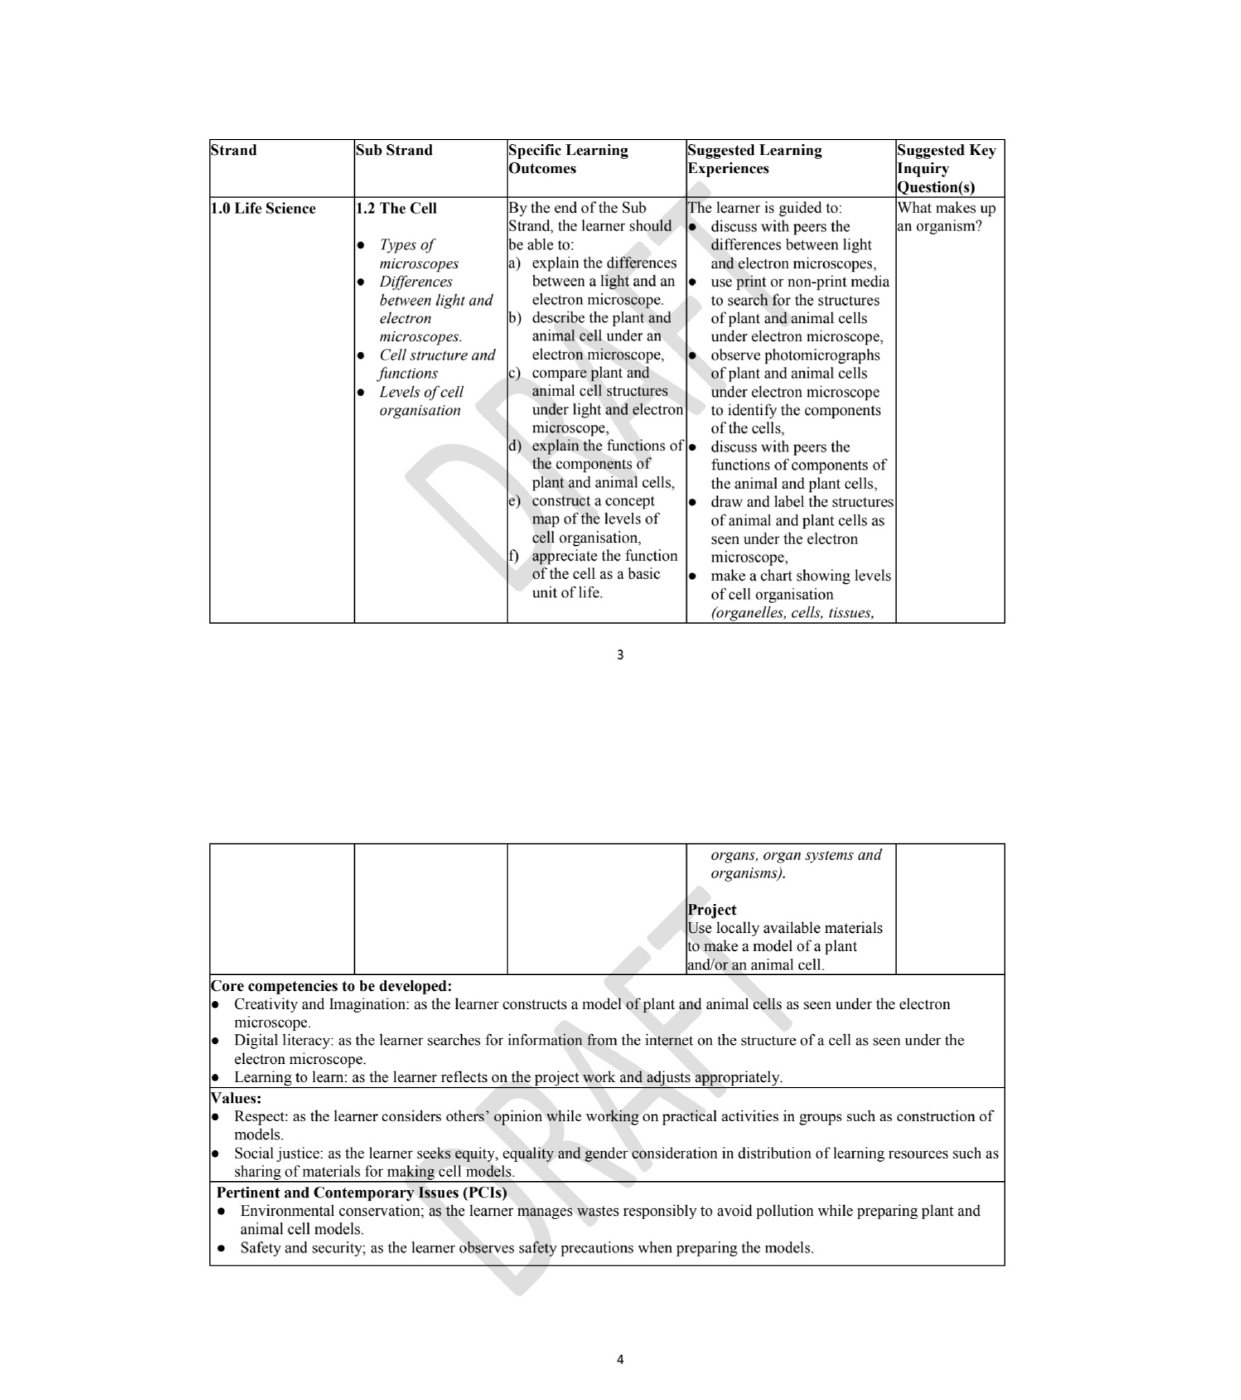 Strand
Sub Strand
Specific Learning
Outcomes
Suggested Learning
Experiences
Suggested Key
Inquiry
Question(s)
1.0 Life Science
1.2 The Cell
● Types of
microscopes
● Differences
between light and
electron
microscopes.
● Cell structure and
functions
● Levels of cell
organisation
By the end of the Sub
Strand, the learner should
be able to:
a) explain the differences
between a light and an
electron microscope.
b) describe the plant and
animal cell under an
electron microscope,
c) compare plant and
animal cell structures
under light and electron
microscope,
d) explain the functions of
the components of
plant and animal cells,
e) construct a concept
map of the levels of
cell organisation,
f) appreciate the function
of the cell as a basic
unit of life.
The learner is guided to:
● discuss with peers the
differences between light
and electron microscopes,
● use print or non-print media
to search for the structures
of plant and animal cells
under electron microscope,
● observe photomicrographs
of plant and animal cells
under electron microscope
to identify the components
of the cells,
● discuss with peers the
functions of components of
the animal and plant cells,
● draw and label the structures
of animal and plant cells as
seen under the electron
microscope,
● make a chart showing levels
of cell organisation
(organelles, cells, tissues,
What makes up
an organism?
DRAFT
3
organs, organ systems and
organisms).
Project
Use locally available materials
to make a model of a plant
and/or an animal cell.
Core competencies to be developed:
● Creativity and Imagination: as the learner constructs a model of plant and animal cells as seen under the electron
microscope.
● Digital literacy: as the learner searches for information from the internet on the structure of a cell as seen under the
electron microscope.
● Learning to learn: as the learner reflects on the project work and adjusts appropriately.
Values:
● Respect: as the learner considers others’ opinion while working on practical activities in groups such as construction of
models.
● Social justice: as the learner seeks equity, equality and gender consideration in distribution of learning resources such as
sharing of materials for making cell models.
Pertinent and Contemporary Issues (PCIs)
● Environmental conservation; as the learner manages wastes responsibly to avoid pollution while preparing plant and
animal cell models.
● Safety and security; as the learner observes safety precautions when preparing the models.
DRAFT
4